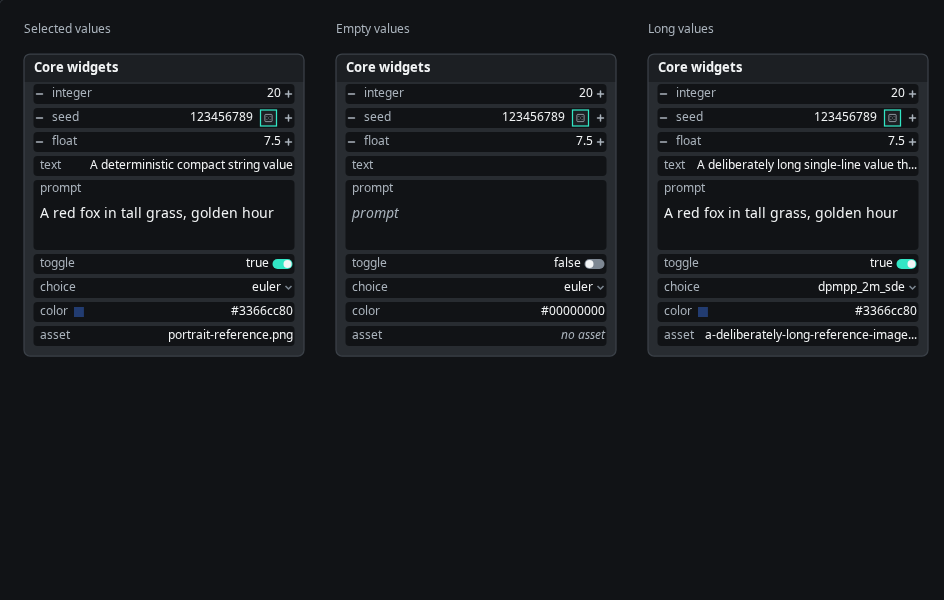 Selected values
Core widgets
− integer 20 +
− seed 123456789 +
− float 7.5 +
text A deterministic compact string value
prompt
A red fox in tall grass, golden hour
toggle true
choice euler
color #3366cc80
asset portrait-reference.png
Empty values
Core widgets
− integer 20 +
− seed 123456789 +
− float 7.5 +
text
prompt
prompt
toggle false
choice euler
color #00000000
asset no asset
Long values
Core widgets
− integer 20 +
− seed 123456789 +
− float 7.5 +
text A deliberately long single-line value th...
prompt
A red fox in tall grass, golden hour
toggle true
choice dpmpp_2m_sde
color #3366cc80
asset a-deliberately-long-reference-image...